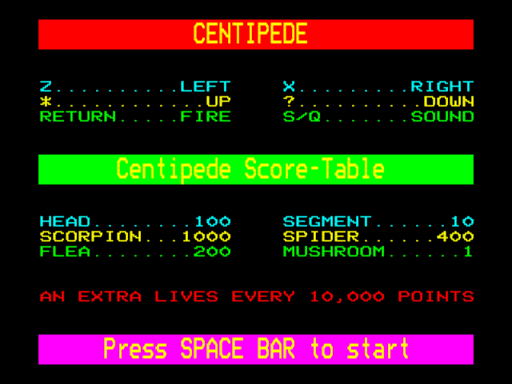 CENTIPEDE
Z..........LEFT X.........RIGHT
*............UP ?..........DOWN
RETURN.....FIRE S/Q.......SOUND
Centipede Score-Table
HEAD........100 SEGMENT......10
SCORPION...1000 SPIDER......400
FLEA........200 MUSHROOM......1
AN EXTRA LIVES EVERY 10,000 POINTS
Press SPACE BAR to start